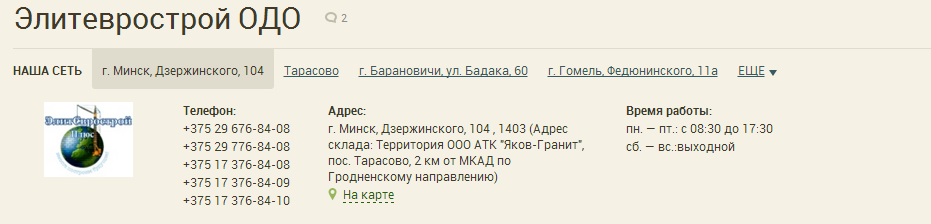 Элитеврострой ОДО 2
НАША СЕТЬ г. Минск, Дзержинского, 104 Тарасово г. Барановичи, ул. Бадака, 60 г. Гомель, Федюнинского, 11а ЕЩЕ
ЭлитЕврострой
Плюс
Телефон:
+375 29 676-84-08
+375 29 776-84-08
+375 17 376-84-08
+375 17 376-84-09
+375 17 376-84-10
Адрес:
г. Минск, Дзержинского, 104 , 1403 (Адрес
склада: Территория ООО АТК "Яков-Гранит",
пос. Тарасово, 2 км от МКАД по
Гродненскому направлению)
На карте
Время работы:
пн. — пт.: с 08:30 до 17:30
сб. — вс.:выходной